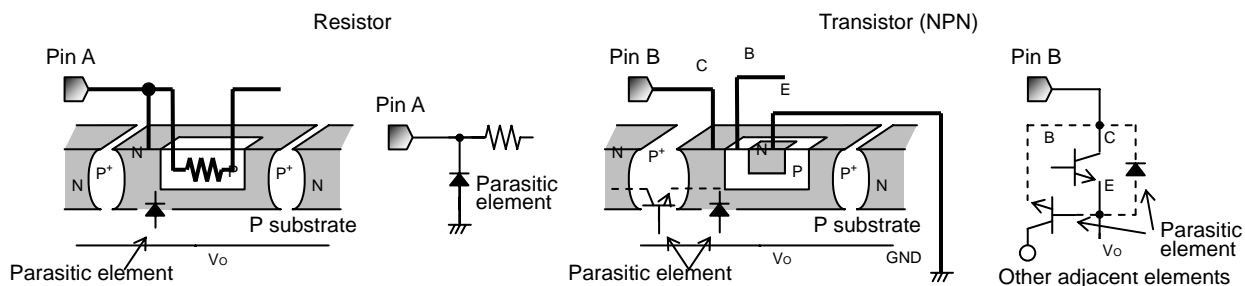 Resistor
Transistor (NPN)
Pin A
Pin B
C
B
E
Pin B
Pin A
N
P+
N
P
P+
N
Parasitic
element
P substrate
Parasitic element
Vo
N
P+
N
P
P+
N
P substrate
Parasitic element
Vo
GND
B
C
E
Parasitic
element
Vo
Other adjacent elements